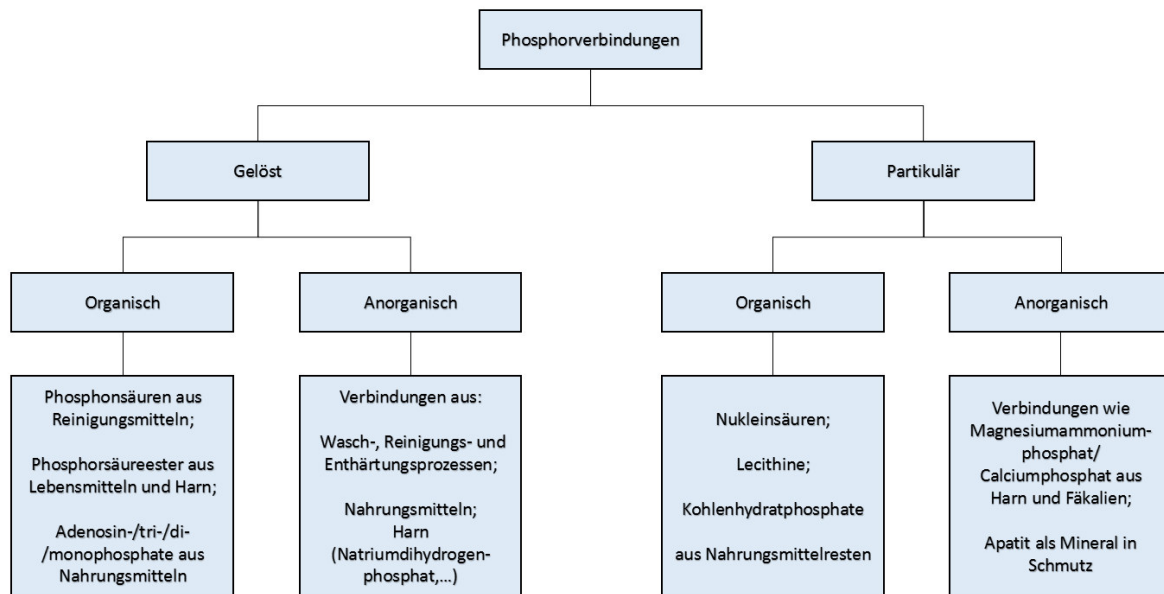 Phosphorverbindungen
Gelöst
Partikulär
Organisch
Anorganisch
Organisch
Anorganisch
Phosphonsäuren aus
Reinigungsmitteln;
Phosphorsäureester aus
Lebensmitteln und Harn;
Adenosin-/tri-/di-
/monophosphate aus
Nahrungsmitteln
Verbindungen aus:
Wasch-, Reinigungs- und
Enthärtungsprozessen;
Nahrungsmitteln;
Harn
(Natriumdihydrogen-
phosphat,...)
Nukleinsäuren;
Lecithine;
Kohlenhydratphosphate
aus Nahrungsmittelresten
Verbindungen wie
Magnesiumammonium-
phosphat/
Calciumphosphat aus
Harn und Fäkalien;
Apatit als Mineral in
Schmutz